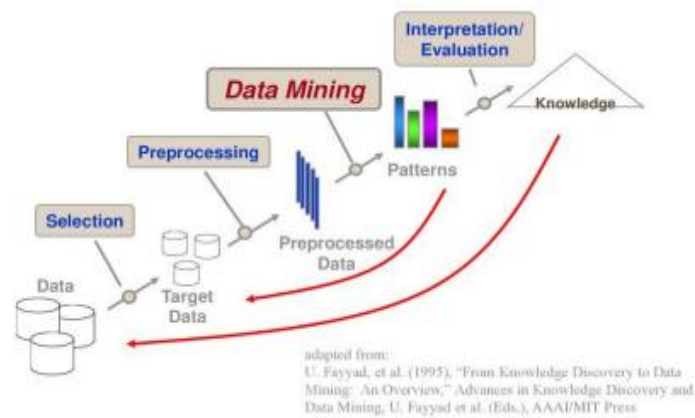 Interpretation/
Evaluation
Data Mining
Knowledge
Preprocessing
Patterns
Selection
Preprocessed
Data
Data
Target
Data
adapted from:
U. Fayyad, et al. (1995), "From Knowledge Discovery to Data
Mining: An Overview," Advances in Knowledge Discovery and
Data Mining, U. Fayyad et al. (Eds.), AAAI/MIT Press